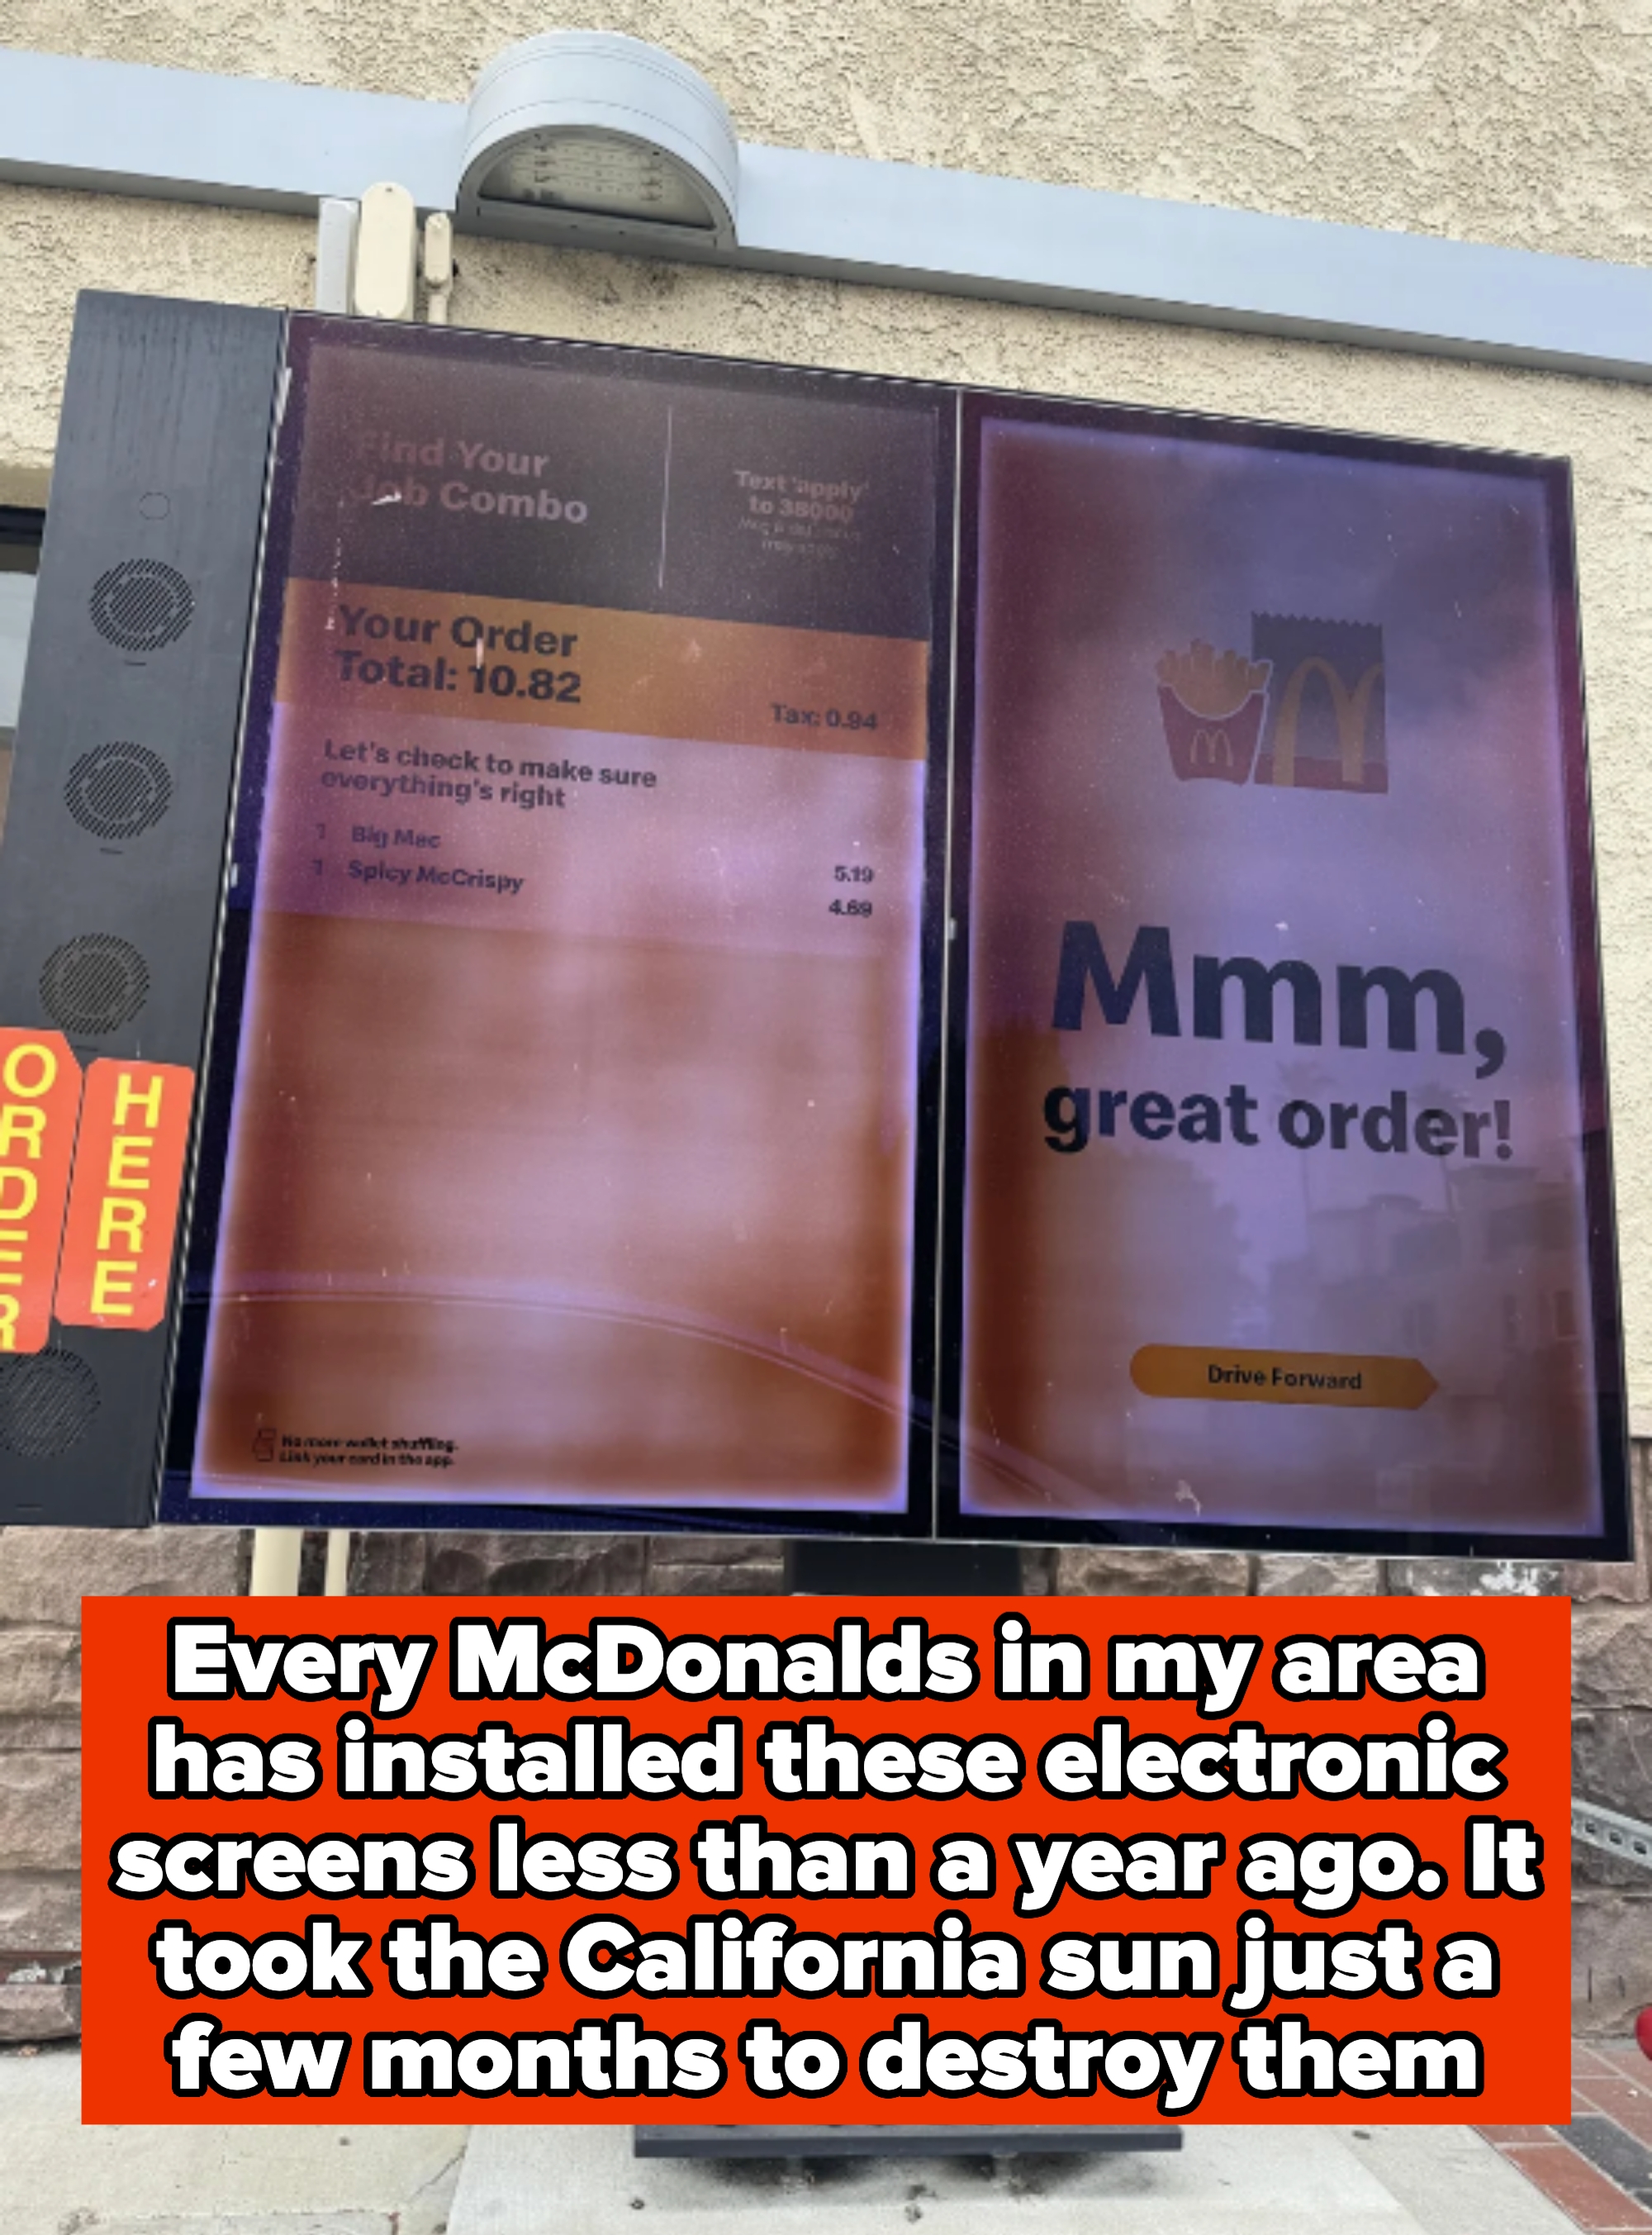 Find Your
Job Combo
Text 'apply'
to 38000
Your Order
Total: 10.82
Tax: 0.94
Let's check to make sure
everything's right
1 Big Mac 5.19
1 Spicy McCrispy 4.69
No more wallet shuffling.
Link your card in the app.
Mmm,
great order!
Drive Forward
ORDER
HERE
Every McDonalds in my area
has installed these electronic
screens less than a year ago. It
took the California sun just a
few months to destroy them